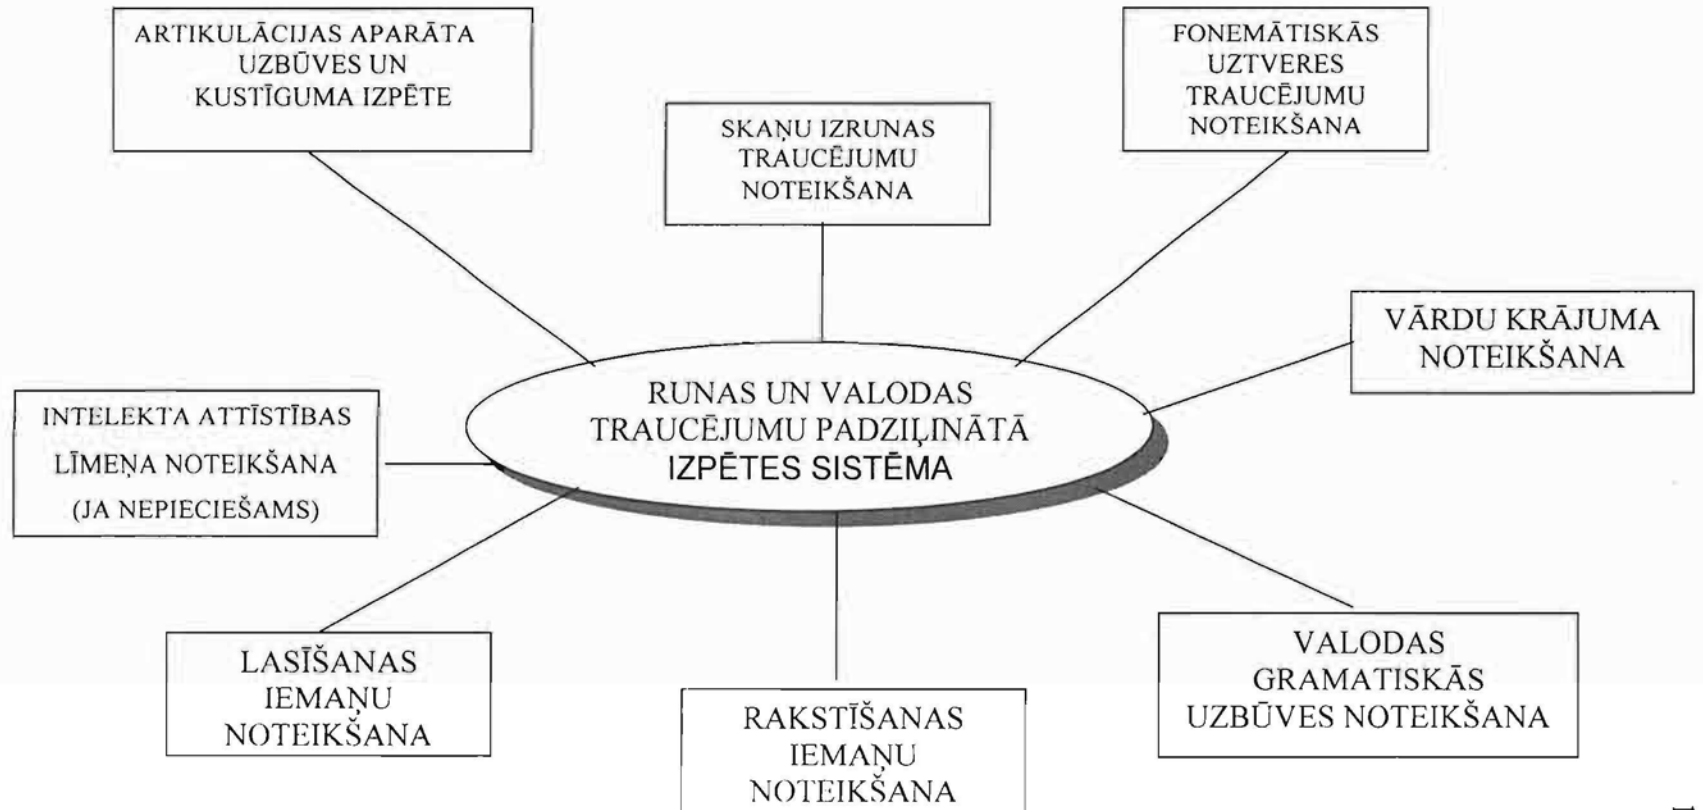 ARTIKULĀCIJAS APARĀTA
UZBŪVES UN
KUSTĪGUMA IZPĒTE
SKAŅU IZRUNAS
TRAUCĒJUMU
NOTEIKŠANA
FONEMĀTISKĀS
UZTVERES
TRAUCĒJUMU
NOTEIKŠANA
VĀRDU KRĀJUMA
NOTEIKŠANA
RUNAS UN VALODAS
TRAUCĒJUMU PADZIĻINĀTĀ
IZPĒTES SISTĒMA
INTELEKTA ATTĪSTĪBAS
LĪMEŅA NOTEIKŠANA
(JA NEPIECIEŠAMS)
LASĪŠANAS
IEMAŅU
NOTEIKŠANA
RAKSTĪŠANAS
IEMAŅU
NOTEIKŠANA
VALODAS
GRAMATISKĀS
UZBŪVES NOTEIKŠANA